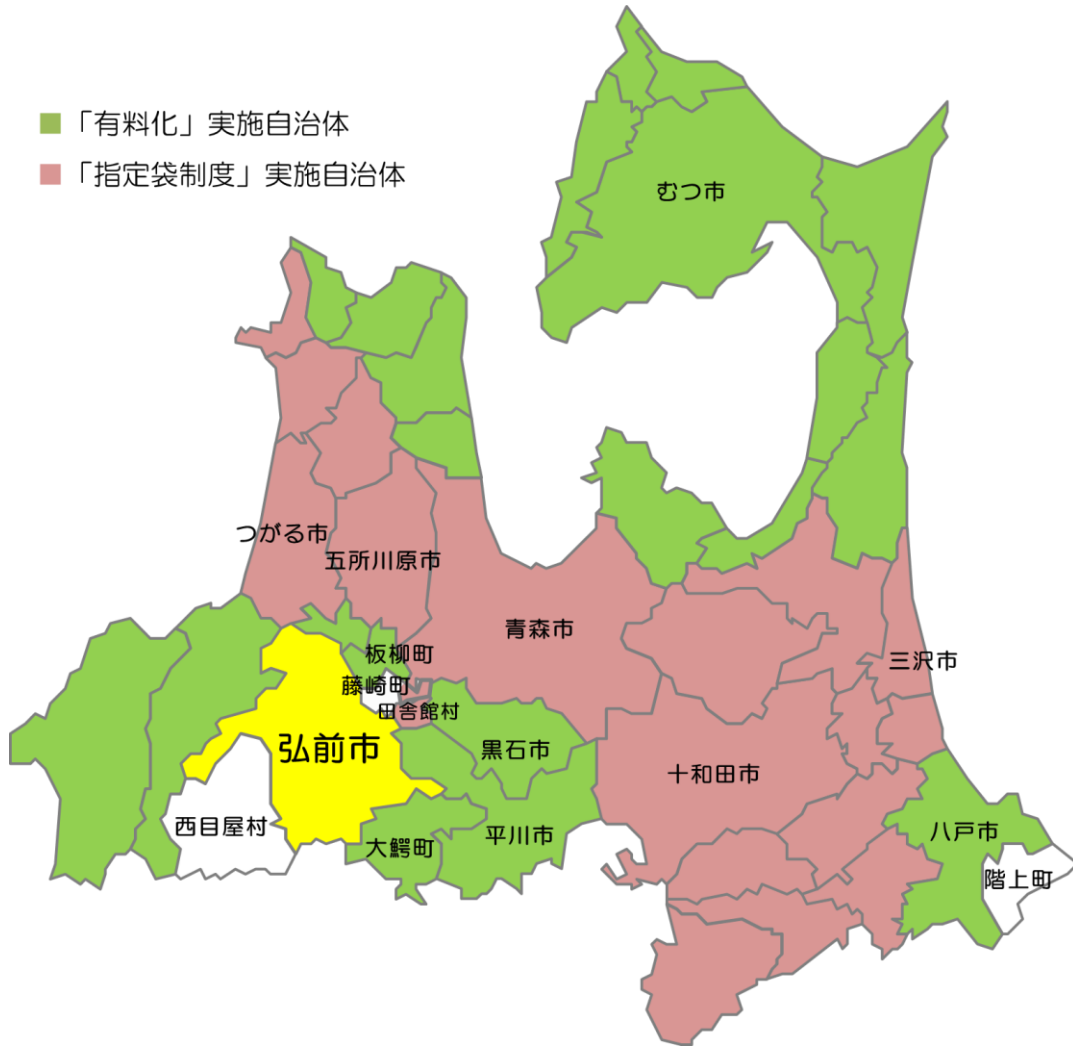 ■「有料化」実施自治体
■「指定袋制度」実施自治体
むつ市
つがる市
五所川原市
青森市
板柳町
三沢市
藤崎町
田舎館村
弘前市
黒石市
十和田市
西目屋村
大鰐町
平川市
八戸市
階上町